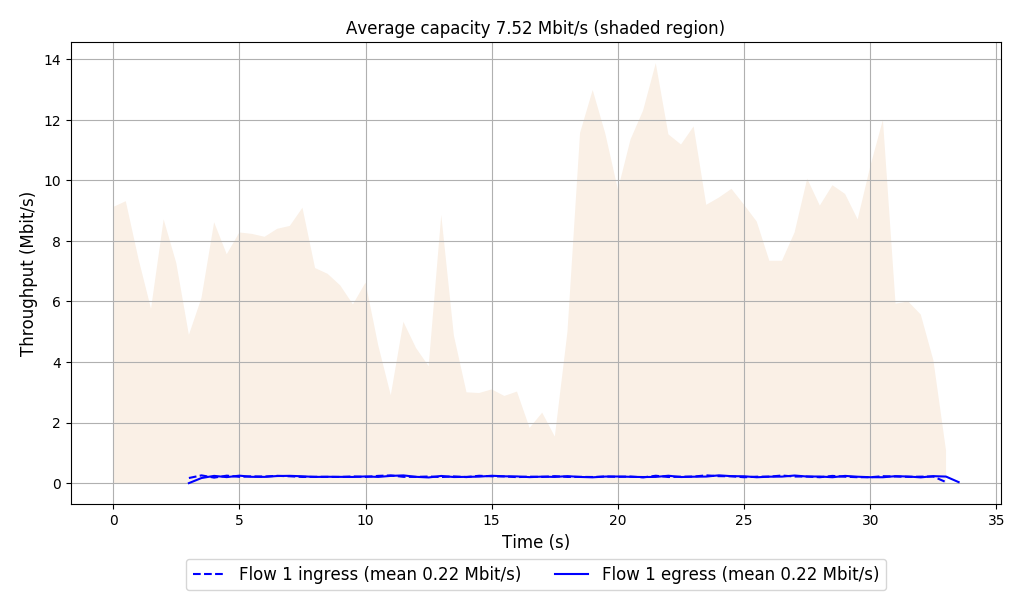 Average capacity 7.52 Mbit/s (shaded region)
Throughput (Mbit/s)
14
12
10
8
6
4
2
0
0 5 10 15 20 25 30 35
Time (s)
Flow 1 ingress (mean 0.22 Mbit/s) Flow 1 egress (mean 0.22 Mbit/s)